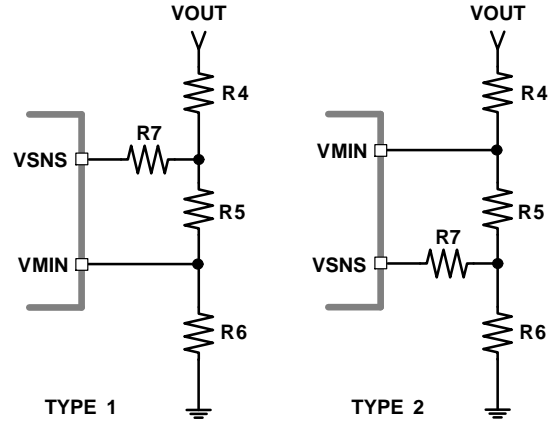 VOUT
R4
R7
VSNS
R5
VMIN
R6
TYPE 1
VOUT
R4
VMIN
R5
R7
VSNS
R6
TYPE 2